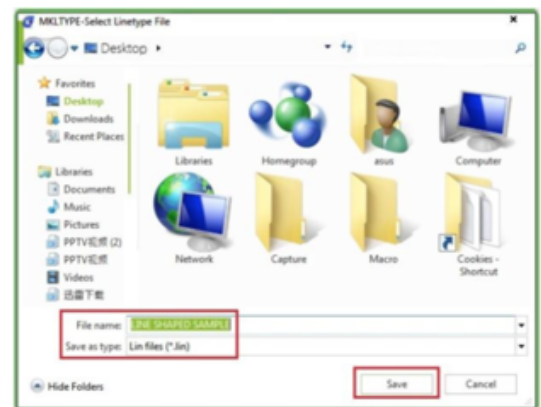 MKLTYPE-Select Linetype File
Desktop
Favorites
Desktop
Downloads
Recent Places
Libraries
Documents
Music
Pictures
PPTV视频 (2)
PPTV视频
Videos
迅雷下载
Libraries
Homegroup
asus
Computer
Network
Capture
Macro
Cookies -
Shortcut
File name: LINE SHAPED SAMPLE
Save as type: Lin files (*.lin)
Hide Folders
Save
Cancel